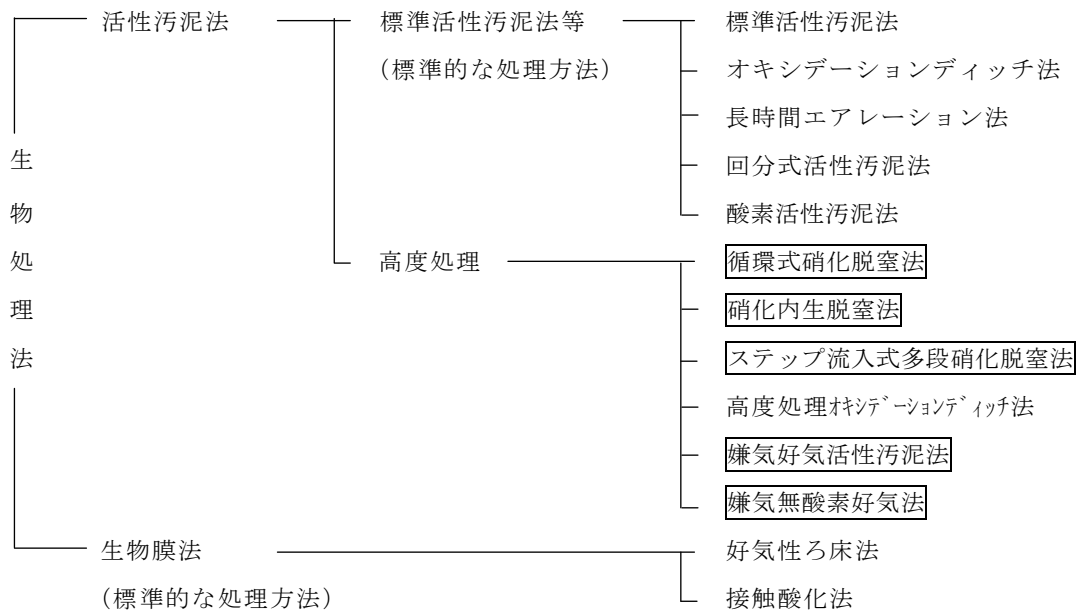 活性汚泥法 標準活性汚泥法等 標準活性汚泥法
(標準的な処理方法) オキシデーションディッチ法
長時間エアレーション法
生物処理法
回分式活性汚泥法
酸素活性汚泥法
高度処理 循環式硝化脱窒法
硝化内生脱窒法
ステップ流入式多段硝化脱窒法
高度処理ｵｷｼﾃﾞｰｼｮﾝﾃﾞｨｯﾁ法
嫌気好気活性汚泥法
嫌気無酸素好気法
生物膜法 好気性ろ床法
(標準的な処理方法) 接触酸化法